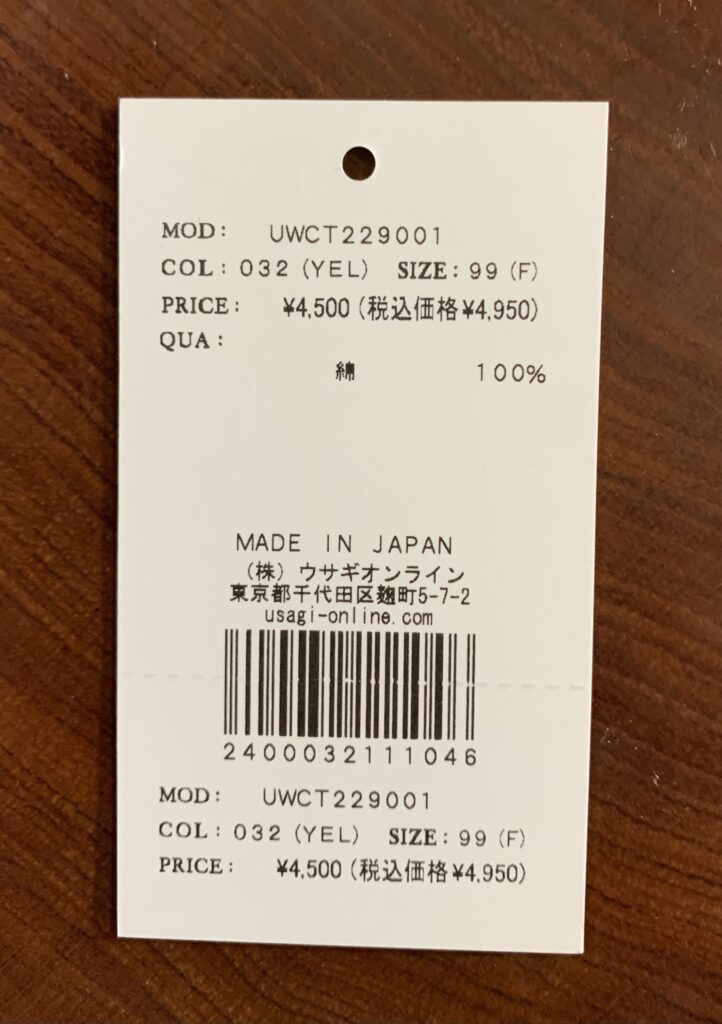 MOD: UWCT229001
COL: 032 (YEL) SIZE: 99 (F)
PRICE: ¥4,500 (税込価格¥4,950)
QUA:
綿 100%
MADE IN JAPAN
(株) ウサギオンライン
東京都千代田区麹町5-7-2
usagi-online.com
2400032111046
MOD: UWCT229001
COL: 032 (YEL) SIZE: 99 (F)
PRICE: ¥4,500 (税込価格¥4,950)